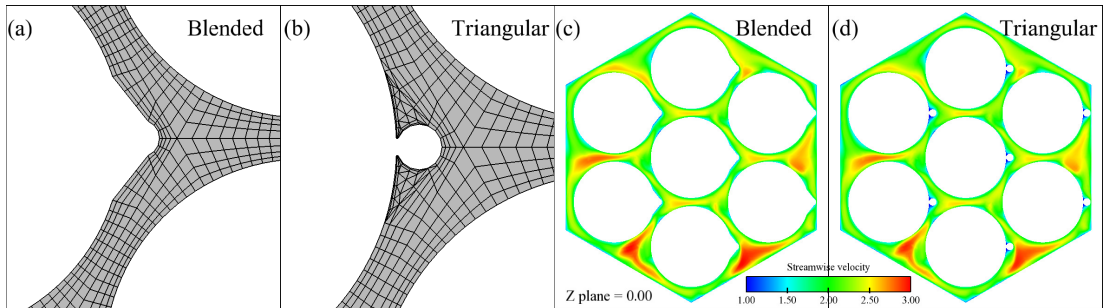 (a) Blended
(b) Triangular
(c) Blended
(d) Triangular
Streamwise velocity
Z plane = 0.00
1.00 1.50 2.00 2.50 3.00